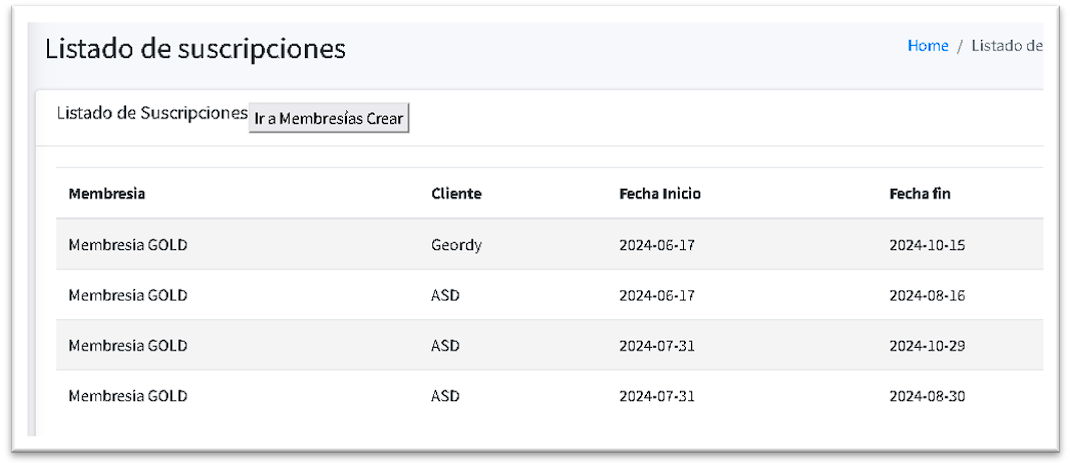 Listado de suscripciones
Home / Listado de
Listado de Suscripciones Ir a Membresías Crear
Membresia Cliente Fecha Inicio Fecha fin
Membresia GOLD Geordy 2024-06-17 2024-10-15
Membresia GOLD ASD 2024-06-17 2024-08-16
Membresia GOLD ASD 2024-07-31 2024-10-29
Membresia GOLD ASD 2024-07-31 2024-08-30